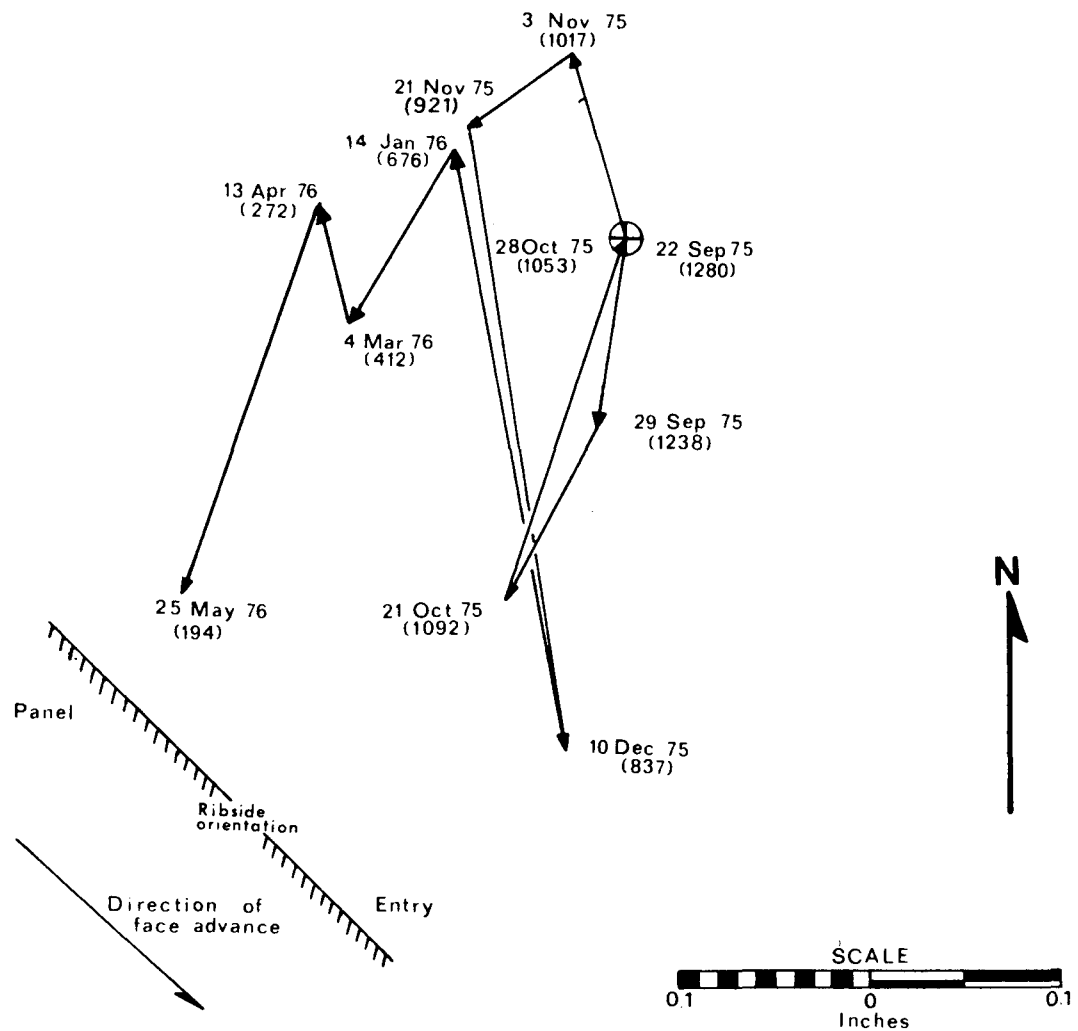 3 Nov 75
(1017)
21 Nov 75
(921)
14 Jan 76
(676)
13 Apr 76
(272)
28Oct 75
(1053)
22 Sep 75
(1280)
4 Mar 76
(412)
29 Sep 75
(1238)
N
25 May 76
(194)
21 Oct 75
(1092)
Panel
10 Dec 75
(837)
Ribside
orientation
Direction of
face advance
Entry
SCALE
0.1 0 0.1
Inches